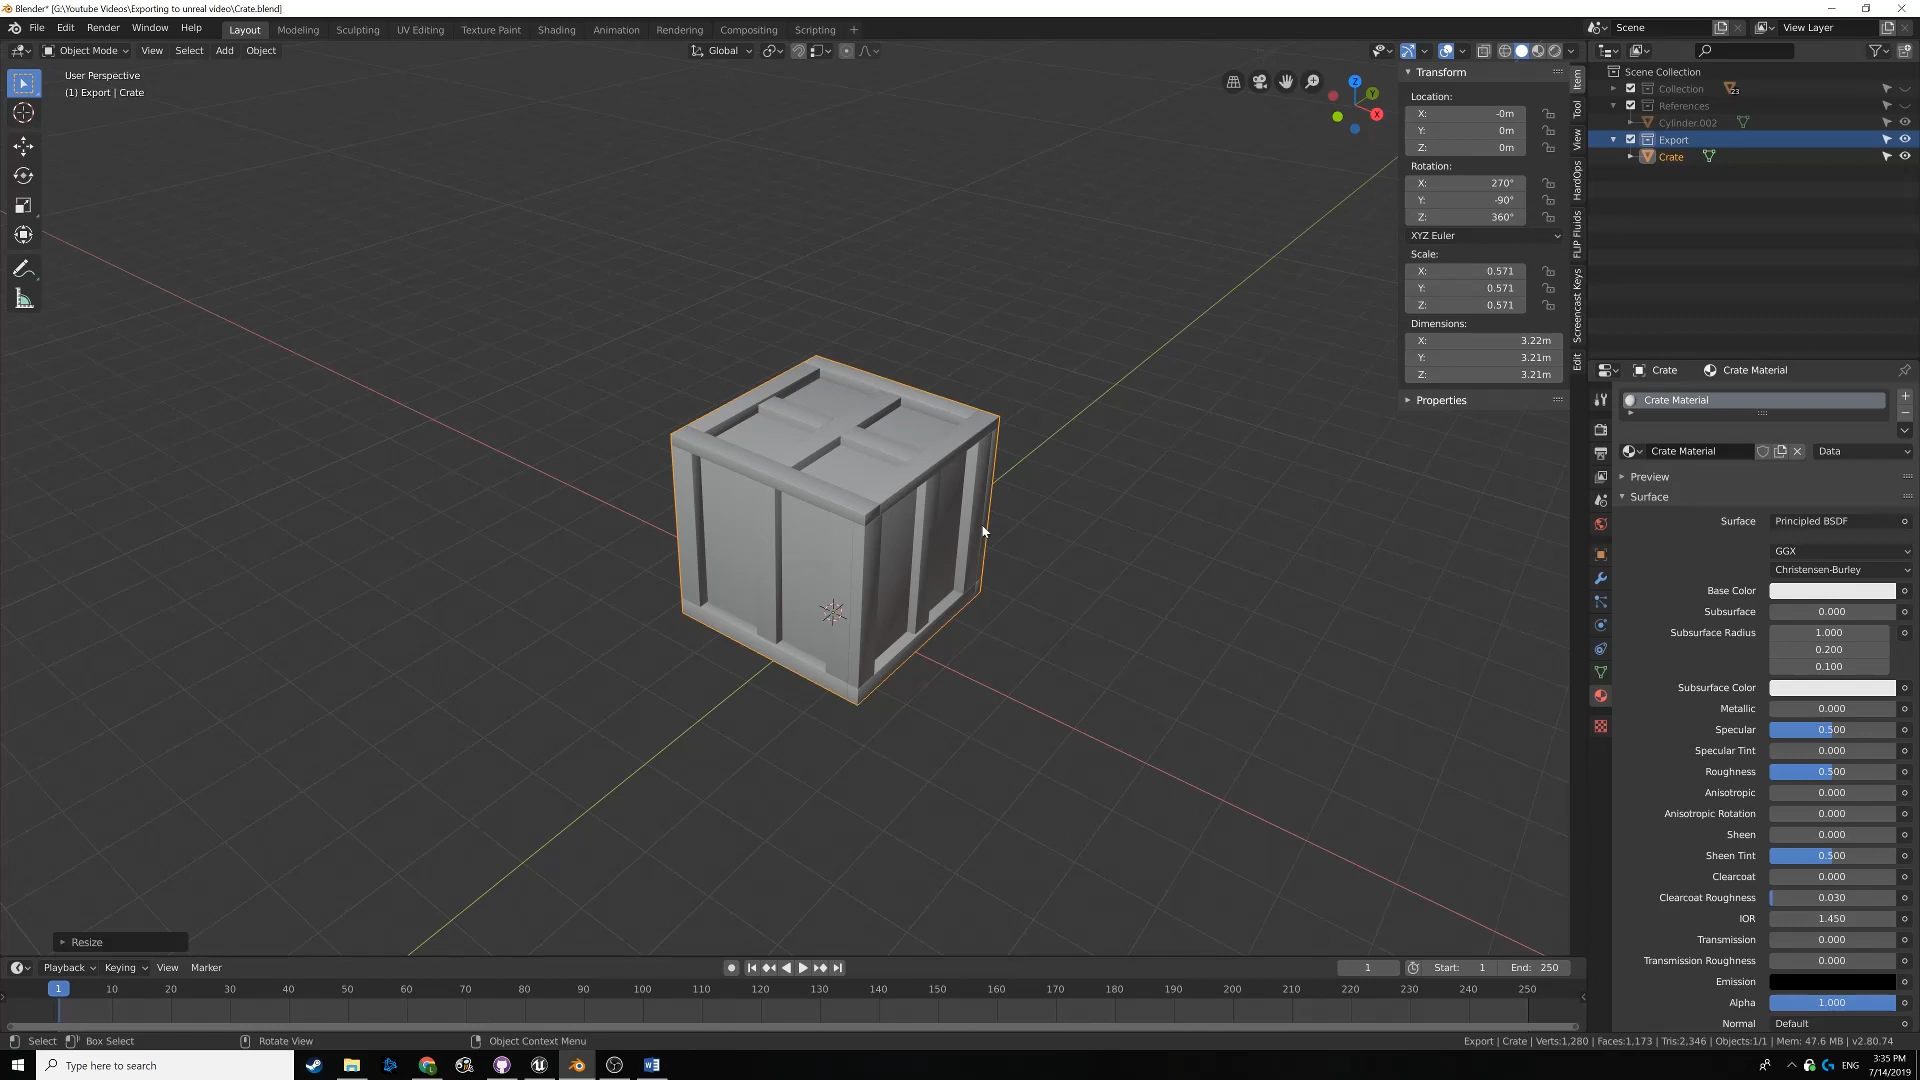 Blender* [G:\Youtube Videos\Exporting to unreal video\Crate.blend]
File Edit Render Window Help
Layout Modeling Sculpting UV Editing Texture Paint Shading Animation Rendering Compositing Scripting +
Scene View Layer
Object Mode View Select Add Object Global
User Perspective
(1) Export | Crate
Z
Y
X
Transform
Location:
X: -0m
Y: 0m
Z: 0m
Rotation:
X: 270°
Y: -90°
Z: 360°
XYZ Euler
Scale:
X: 0.571
Y: 0.571
Z: 0.571
Dimensions:
X: 3.22m
Y: 3.21m
Z: 3.21m
Properties
Item
Tool
View
HardOps
FLIP Fluids
Screencast Keys
Edit
Scene Collection
Collection 23
References
Cylinder.002
Export
Crate
Crate Crate Material
Crate Material
Crate Material Data
Preview
Surface
Surface Principled BSDF
GGX
Christensen-Burley
Base Color
Subsurface 0.000
Subsurface Radius 1.000
0.200
0.100
Subsurface Color
Metallic 0.000
Specular 0.500
Specular Tint 0.000
Roughness 0.500
Anisotropic 0.000
Anisotropic Rotation 0.000
Sheen 0.000
Sheen Tint 0.500
Clearcoat 0.000
Clearcoat Roughness 0.030
IOR 1.450
Transmission 0.000
Transmission Roughness 0.000
Emission
Alpha 1.000
Normal Default
Resize
Playback Keying View Marker 1 Start: 1 End: 250
1 10 20 30 40 50 60 70 80 90 100 110 120 130 140 150 160 170 180 190 200 210 220 230 240 250
Select Box Select Rotate View Object Context Menu Export | Crate | Verts:1,280 | Faces:1,173 | Tris:2,346 | Objects:1/1 | Mem: 47.6 MB | v2.80.74
Type here to search
ENG
3:35 PM
7/14/2019